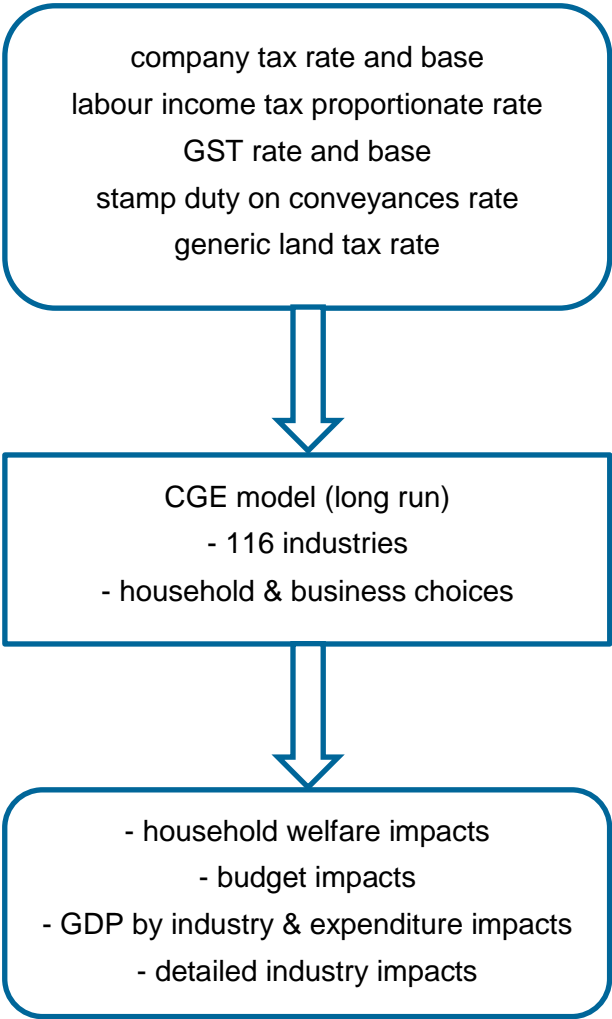 company tax rate and base
labour income tax proportionate rate
GST rate and base
stamp duty on conveyances rate
generic land tax rate
CGE model (long run)
- 116 industries
- household & business choices
- household welfare impacts
- budget impacts
- GDP by industry & expenditure impacts
- detailed industry impacts